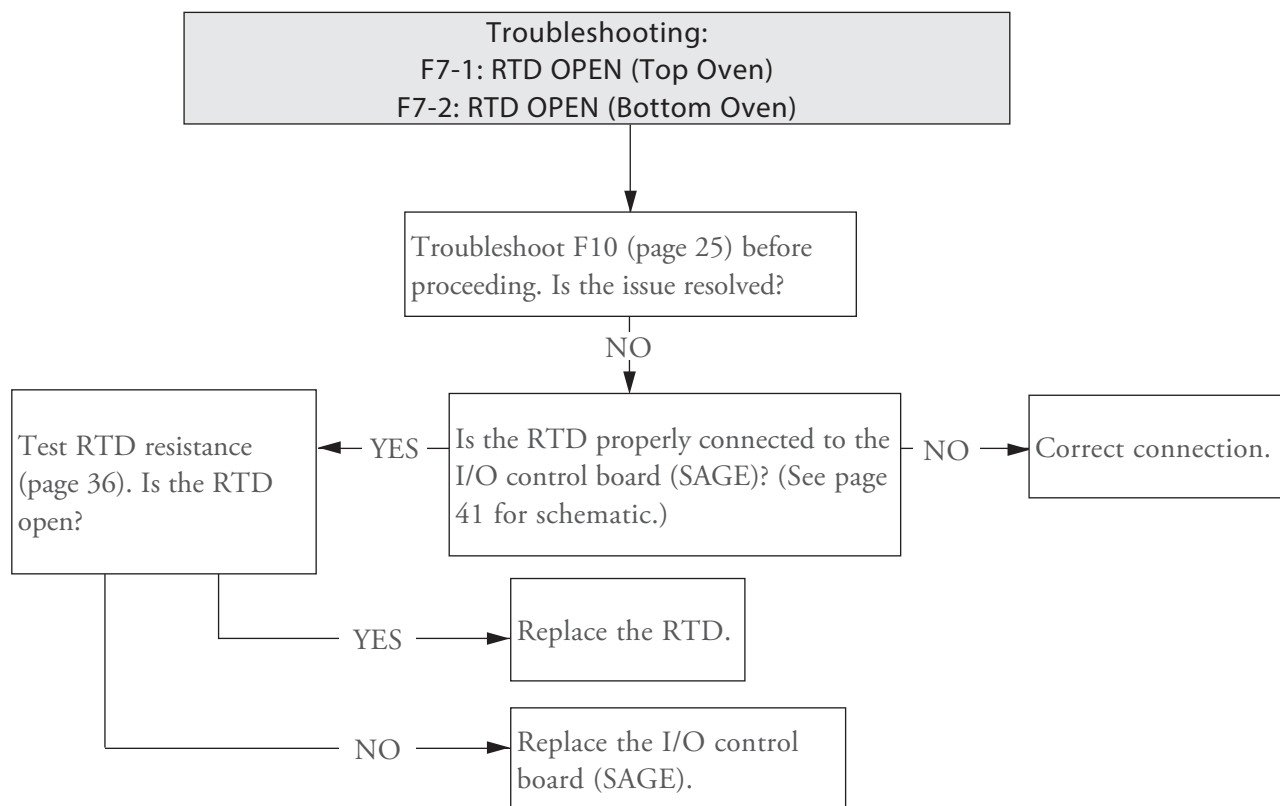 Troubleshooting:
F7-1: RTD OPEN (Top Oven)
F7-2: RTD OPEN (Bottom Oven)
Troubleshoot F10 (page 25) before
proceeding. Is the issue resolved?
NO
Test RTD resistance
(page 36). Is the RTD
open?
YES
Is the RTD properly connected to the
I/O control board (SAGE)? (See page
41 for schematic.)
NO
Correct connection.
YES
Replace the RTD.
NO
Replace the I/O control
board (SAGE).